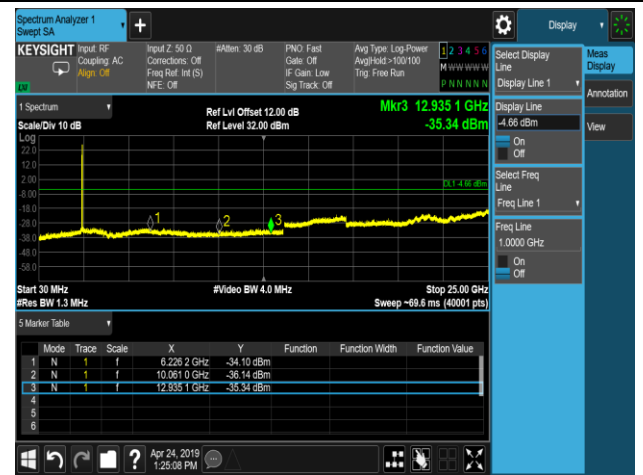 Spectrum Analyzer 1
Swept SA
+
Display
KEYSIGHT
Input: RF
Coupling: AC
Align: Off
Input Z: 50 Ω
Corrections: Off
Freq Ref: Int (S)
NFE: Off
#Atten: 30 dB
PNO: Fast
Gate: Off
IF Gain: Low
Sig Track: Off
Avg Type: Log-Power
Avg|Hold:>100/100
Trig: Free Run
1 2 3 4 5 6
M W W W W W
P N N N N N
LXI
1 Spectrum
Scale/Div 10 dB
Ref Lvl Offset 12.00 dB
Ref Level 32.00 dBm
Mkr3 12.935 1 GHz
-35.34 dBm
Log
22.0
12.0
2.00
-8.00
-18.0
-28.0
-38.0
-48.0
-58.0
DL1 -4.66 dBm
1
2
3
Start 30 MHz
#Res BW 1.3 MHz
#Video BW 4.0 MHz
Stop 25.00 GHz
Sweep ~69.6 ms (40001 pts)
5 Marker Table
Mode Trace Scale X Y Function Function Width Function Value
1 N 1 f 6.226 2 GHz -34.10 dBm
2 N 1 f 10.061 0 GHz -36.14 dBm
3 N 1 f 12.935 1 GHz -35.34 dBm
4
5
6
?
Apr 24, 2019
1:25:08 PM
Select Display
Line
Display Line 1
Display Line
-4.66 dBm
On
Off
Select Freq
Line
Freq Line 1
Freq Line
1.0000 GHz
On
Off
Meas
Display
Annotation
View